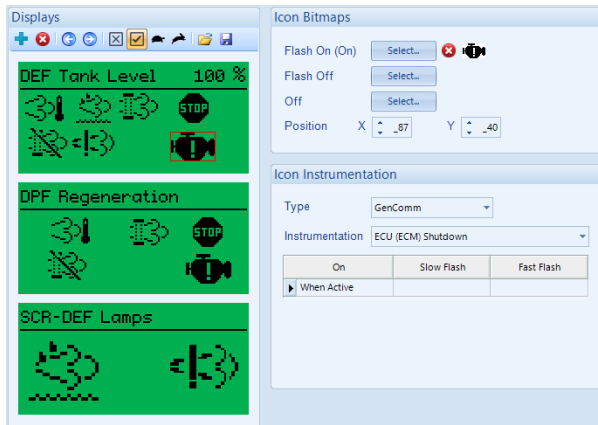 Displays
DEF Tank Level 100 %
STOP
DPF Regeneration
STOP
SCR-DEF Lamps
Icon Bitmaps
Flash On (On) Select...
Flash Off Select...
Off Select...
Position X _87 Y _40
Icon Instrumentation
Type GenComm
Instrumentation ECU (ECM) Shutdown
On Slow Flash Fast Flash
When Active